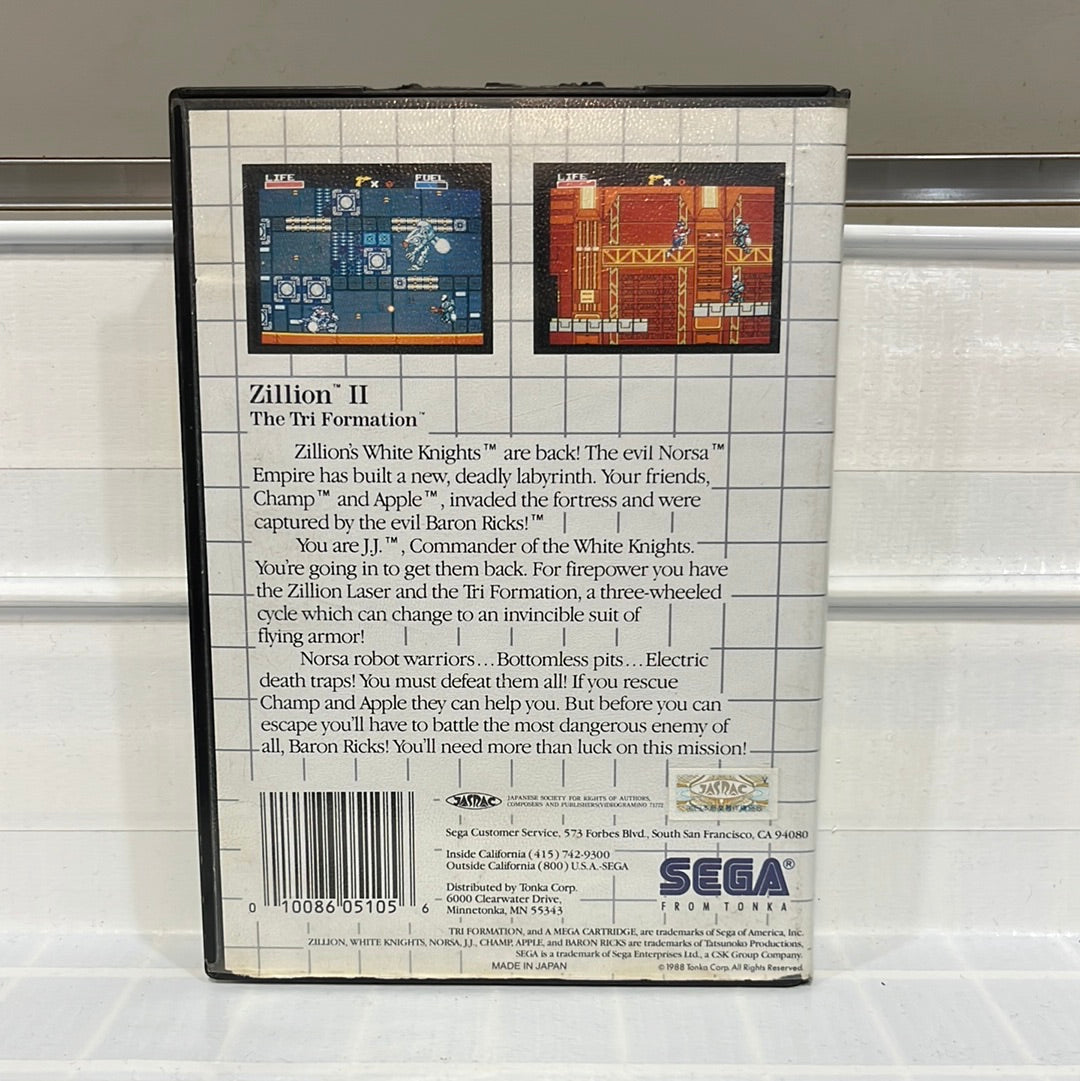 LIFE
FUEL
LIFE
Zillion™ II
The Tri Formation™
Zillion's White Knights™ are back! The evil Norsa™
Empire has built a new, deadly labyrinth. Your friends,
Champ™ and Apple™, invaded the fortress and were
captured by the evil Baron Ricks!™
You are J.J.™, Commander of the White Knights.
You're going in to get them back. For firepower you have
the Zillion Laser and the Tri Formation, a three-wheeled
cycle which can change to an invincible suit of
flying armor!
Norsa robot warriors...Bottomless pits...Electric
death traps! You must defeat them all! If you rescue
Champ and Apple they can help you. But before you can
escape you'll have to battle the most dangerous enemy of
all, Baron Ricks! You'll need more than luck on this mission!
JASRAC
JAPANESE SOCIETY FOR RIGHTS OF AUTHORS,
COMPOSERS AND PUBLISHERS(VIDEOGRAM)NO 71772
JASRAC
Sega Customer Service, 573 Forbes Blvd., South San Francisco, CA 94080
Inside California (415) 742-9300
Outside California (800) U.S.A.-SEGA
Distributed by Tonka Corp.
6000 Clearwater Drive,
Minnetonka, MN 55343
SEGA®
FROM TONKA
0 10086 05105 6
TRI FORMATION, and A MEGA CARTRIDGE, are trademarks of Sega of America, Inc.
ZILLION, WHITE KNIGHTS, NORSA, J.J., CHAMP, APPLE, and BARON RICKS are trademarks of Tatsunoko Productions.
SEGA is a trademark of Sega Enterprises Ltd., a CSK Group Company.
MADE IN JAPAN
©1988 Tonka Corp. All Rights Reserved.